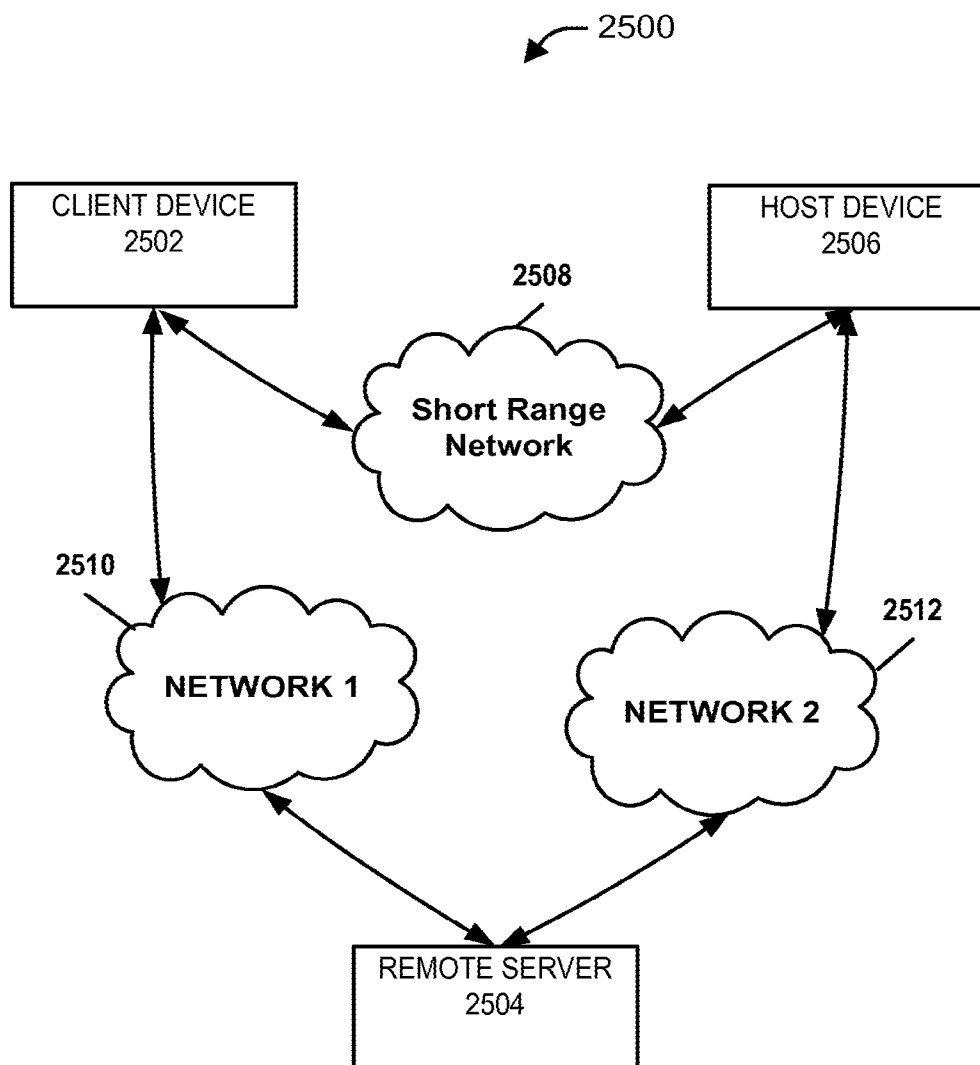 2500
CLIENT DEVICE
2502
HOST DEVICE
2506
2508
Short Range
Network
2510
NETWORK 1
2512
NETWORK 2
REMOTE SERVER
2504